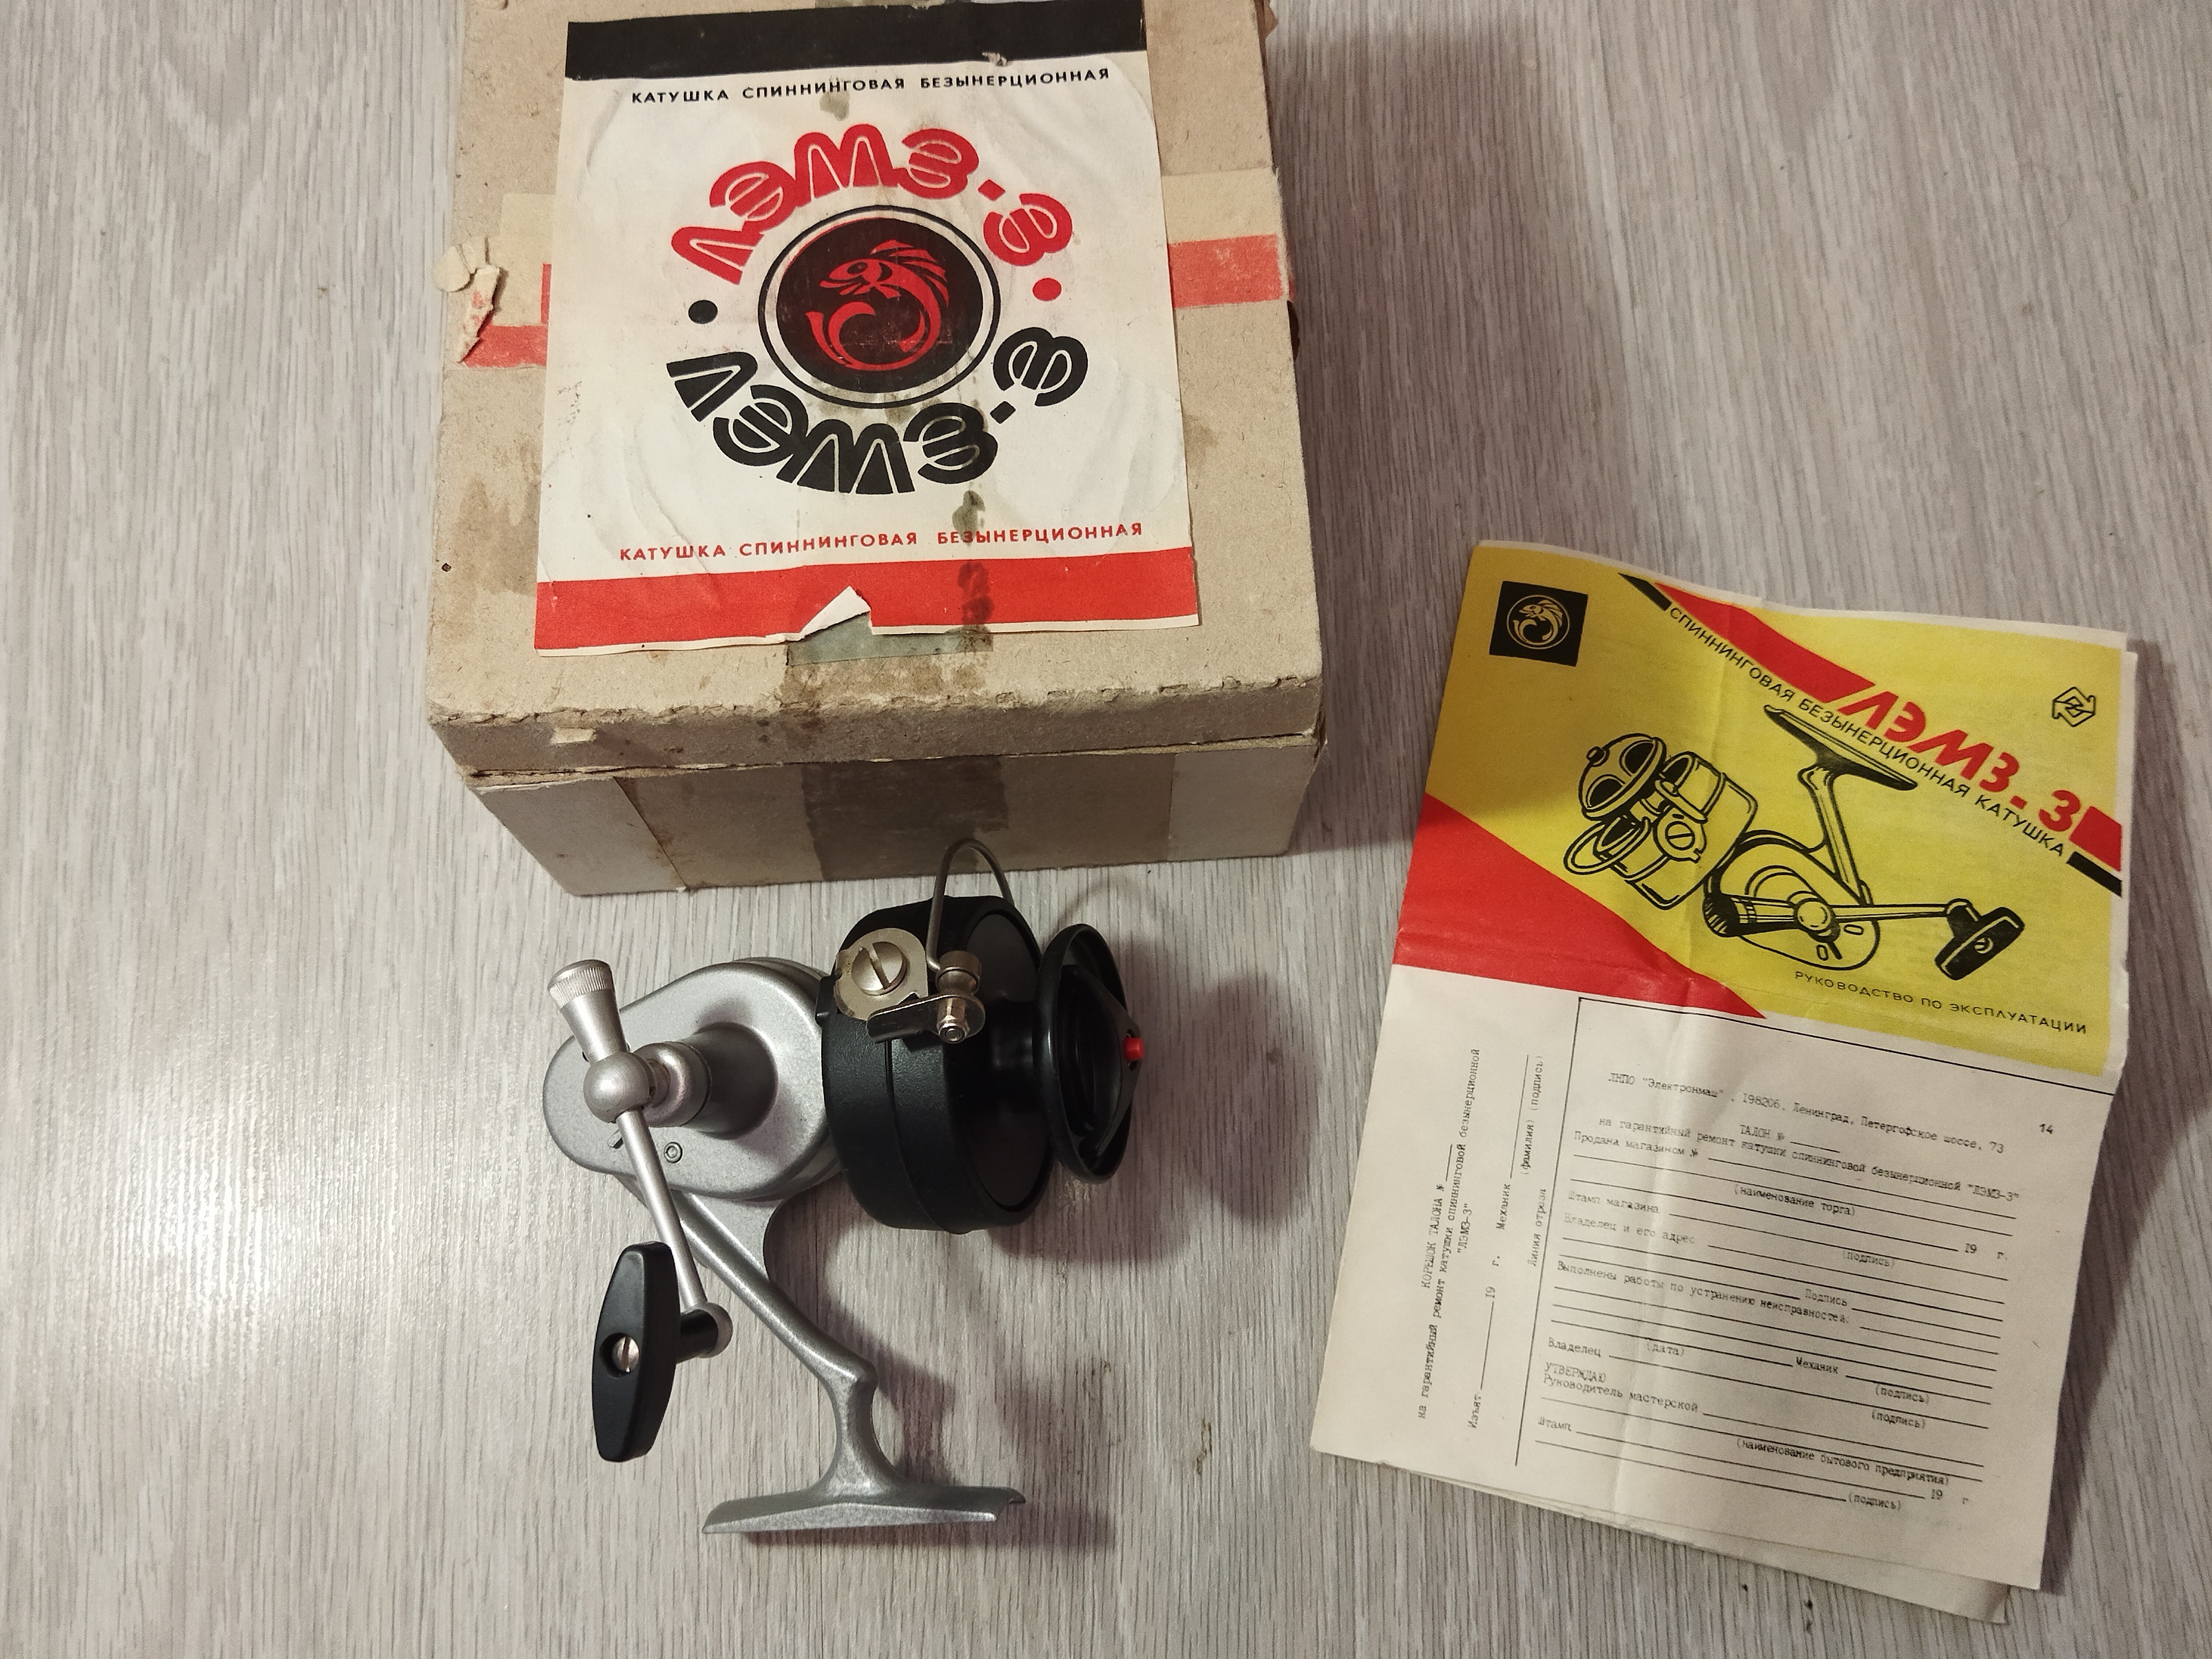 КАТУШКА СПИННИНГОВАЯ БЕЗЫНЕРЦИОННАЯ
ЛЭМЗ-3
ЛЭМЗ-3
КАТУШКА СПИННИНГОВАЯ БЕЗЫНЕРЦИОННАЯ
ЛЭМЗ-3
СПИННИНГОВАЯ БЕЗЫНЕРЦИОННАЯ КАТУШКА
РУКОВОДСТВО ПО ЭКСПЛУАТАЦИИ
14
ЛНПО "Электронмаш", 198206, Ленинград, Петергофское шоссе, 73
ТАЛОН №
на гарантийный ремонт катушки спиннинговой безынерционной "ЛЭМЗ-3"
Продана магазином №
(наименование торга)
19 г.
Штамп магазина
(подпись)
Владелец и его адрес
Подпись
Выполнены работы по устранению неисправностей:
(дата)
Владелец Механик
(подпись)
(подпись)
УТВЕРЖДАЮ
Руководитель мастерской
(наименование бытового предприятия)
Штамп 19 г
(подпись)
КОРЕШОК ТАЛОНА №
на гарантийный ремонт катушки спиннинговой безынерционной
"ЛЭМЗ-3"
Изъят 19 г. Механик (фамилия) (подпись)
Линия отреза